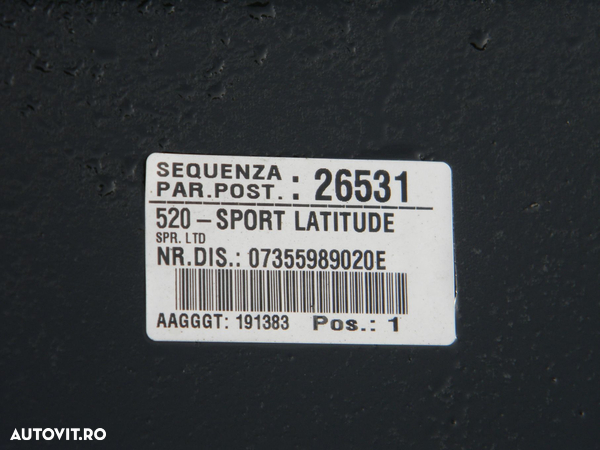 SEQUENZA
PAR.POST. : 26531
520-SPORT LATITUDE
SPR. LTD
NR.DIS.: 07355989020E
AAGGGT: 191383 Pos.: 1
AUTOVIT.RO